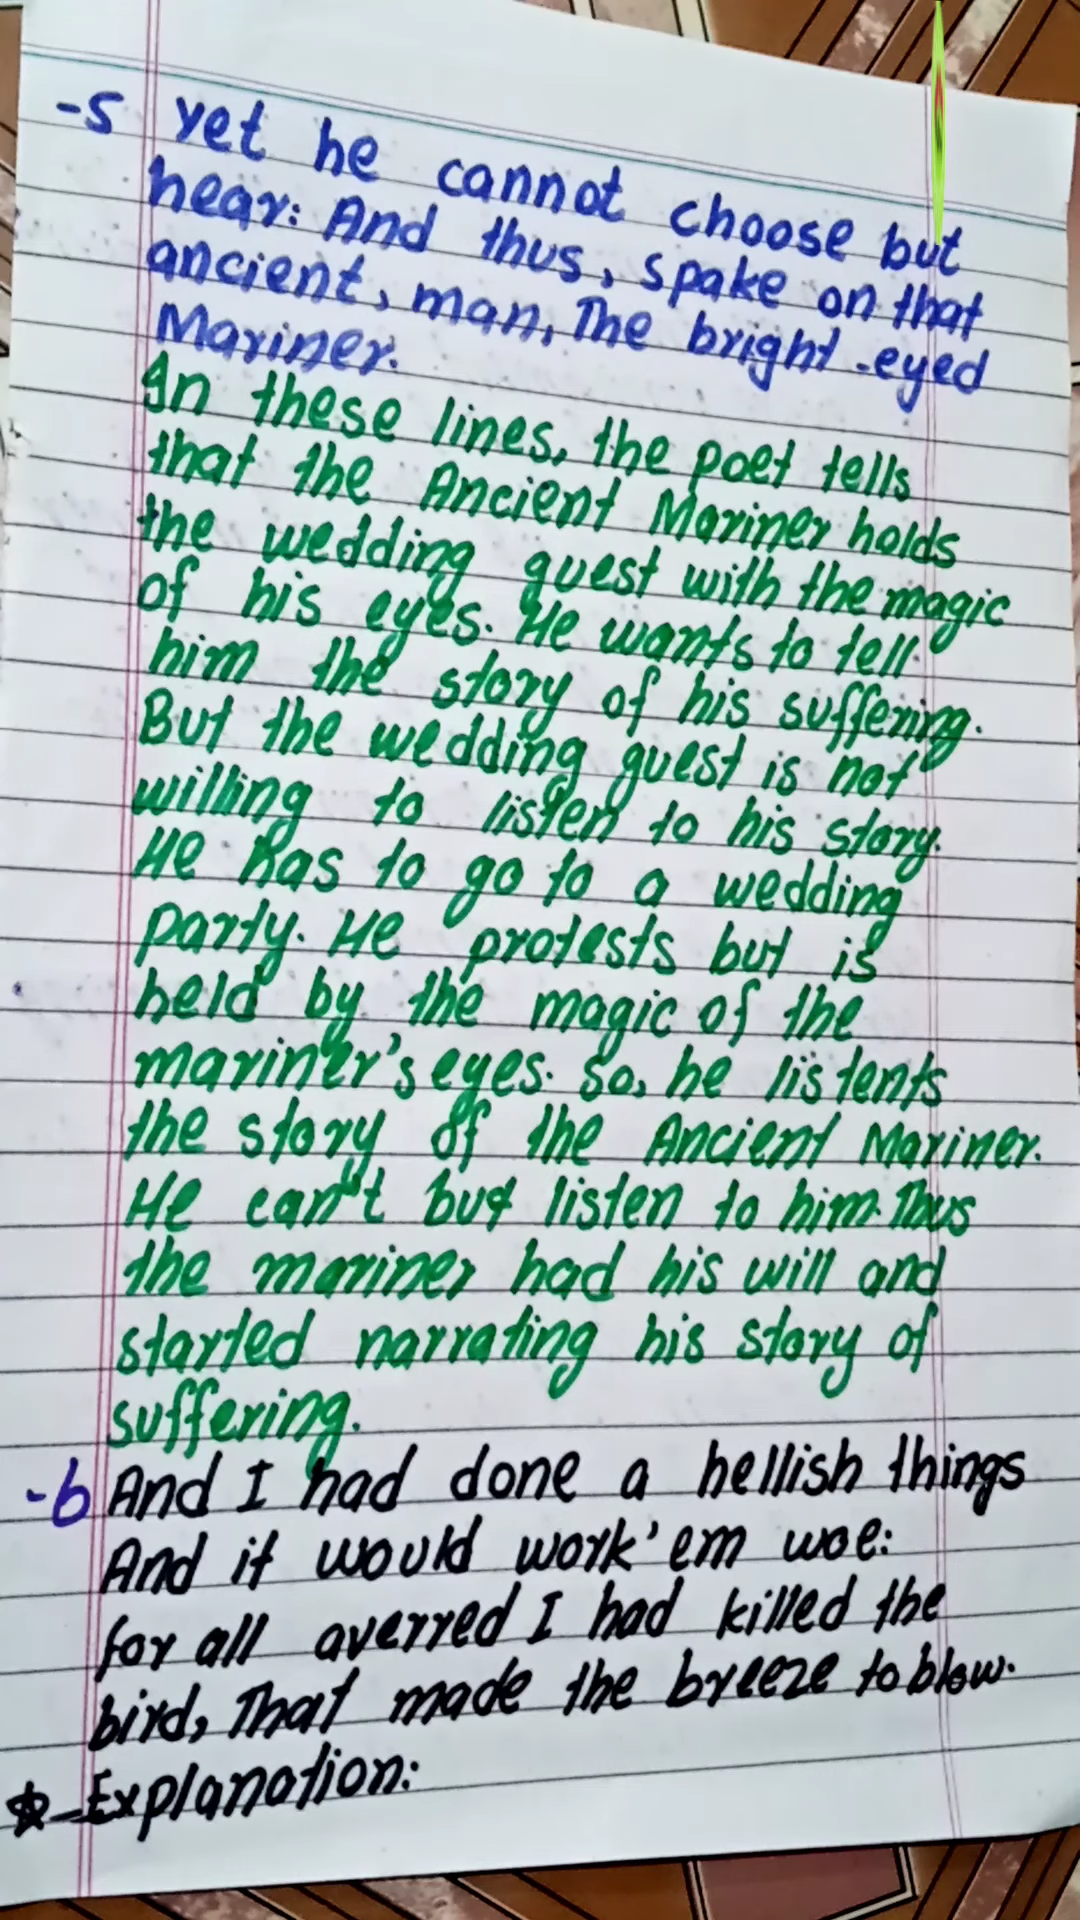 -5 yet he cannot choose but
hear: And thus, spake on that
ancient, man, The bright-eyed
Mariner.
In these lines, the poet tells
that the Ancient Mariner holds
the wedding guest with the magic
of his eyes. He wants to tell
him the story of his suffering.
But the wedding guest is not
willing to listen to his story.
He has to go to a wedding
party. He protests but is
held by the magic of the
mariner's eyes. So, he listents
the story of the Ancient Mariner.
He can't but listen to him. Thus
the mariner had his will and
started narrating his story of
suffering.
-6 And I had done a hellish things
And it would work 'em woe:
for all averred I had killed the
bird, That made the breeze to blow.
☆-Explanation: